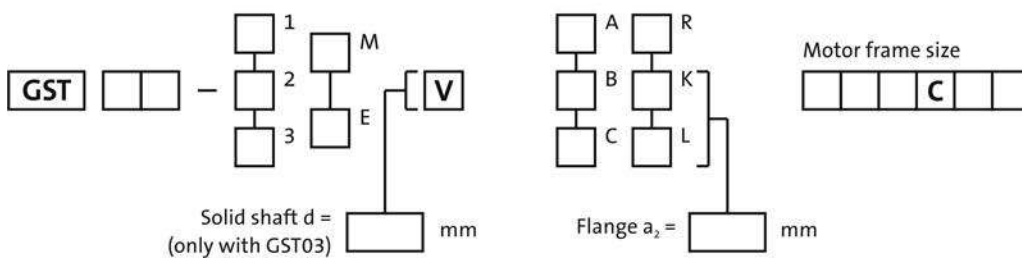 1 A R
M Motor frame size
GST – 2 V B K C
E
3 C L
Solid shaft d = mm Flange a₂ = mm
(only with GST03)